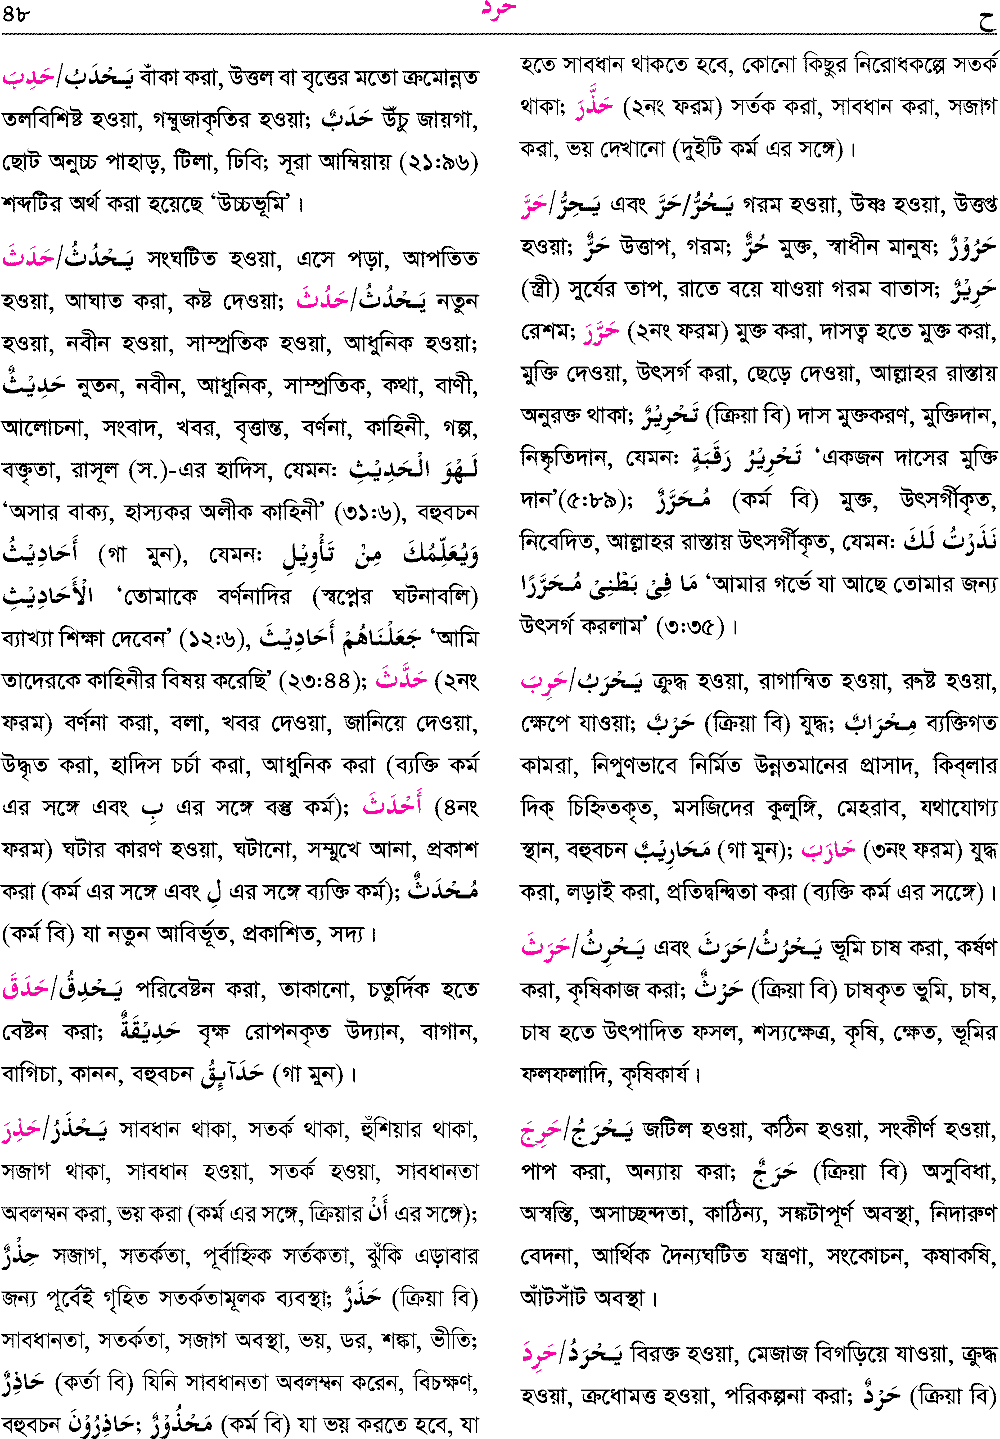 ৪৮ حرد ح
حَدِبَ/يَـحْدَبُ বাঁকা করা, উত্তল বা বৃত্তের মতো ক্রমোন্নত
তলবিশিষ্ট হওয়া, গম্বুজাকৃতির হওয়া; حَدَبٌ উঁচু জায়গা,
ছোট অনুচ্চ পাহাড়, টিলা, ঢিবি; সূরা আম্বিয়ায় (২১:৯৬)
শব্দটির অর্থ করা হয়েছে ‘উচ্চভূমি’।
حَدَثَ/يَـحْدُثُ সংঘটিত হওয়া, এসে পড়া, আপতিত
হওয়া, আঘাত করা, কষ্ট দেওয়া; حَدُثَ/يَـحْدُثُ নতুন
হওয়া, নবীন হওয়া, সাম্প্রতিক হওয়া, আধুনিক হওয়া;
حَدِيْثٌ নুতন, নবীন, আধুনিক, সাম্প্রতিক, কথা, বাণী,
আলোচনা, সংবাদ, খবর, বৃত্তান্ত, বর্ণনা, কাহিনী, গল্প,
বক্তৃতা, রাসূল (স.)-এর হাদিস, যেমন: لَـهْوَ الْـحَدِيْثِ
‘অসার বাক্য, হাস্যকর অলীক কাহিনী’ (৩১:৬), বহুবচন
أَحَادِيْثُ (গা মুন), যেমন: وَيُعَلِّمُكَ مِنْ تَأْوِيْلِ
الْأَحَادِيْثِ ‘তোমাকে বর্ণনাদির (স্বপ্নের ঘটনাবলি)
ব্যাখ্যা শিক্ষা দেবেন’ (১২:৬), جَعَلْنَاهُمْ أَحَادِيْثَ ‘আমি
তাদেরকে কাহিনীর বিষয় করেছি’ (২৩:৪৪); حَدَّثَ (২নং
ফরম) বর্ণনা করা, বলা, খবর দেওয়া, জানিয়ে দেওয়া,
উদ্ধৃত করা, হাদিস চর্চা করা, আধুনিক করা (ব্যক্তি কর্ম
এর সঙ্গে এবং بِ এর সঙ্গে বস্তু কর্ম); أَحْدَثَ (৪নং
ফরম) ঘটার কারণ হওয়া, ঘটানো, সম্মুখে আনা, প্রকাশ
করা (কর্ম এর সঙ্গে এবং لِ এর সঙ্গে ব্যক্তি কর্ম); مُـحْدَثٌ
(কর্ম বি) যা নতুন আবির্ভূত, প্রকাশিত, সদ্য।
حَدَقَ/يَـحْدِقُ পরিবেষ্টন করা, তাকানো, চতুর্দিক হতে
বেষ্টন করা; حَدِيْقَةٌ বৃক্ষ রোপনকৃত উদ্যান, বাগান,
বাগিচা, কানন, বহুবচন حَدَآئِقُ (গা মুন)।
حَذِرَ/يَـحْذَرُ সাবধান থাকা, সতর্ক থাকা, হুঁশিয়ার থাকা,
সজাগ থাকা, সাবধান হওয়া, সতর্ক হওয়া, সাবধানতা
অবলম্বন করা, ভয় করা (কর্ম এর সঙ্গে, ক্রিয়ার أَنْ এর সঙ্গে);
حِذْرٌ সজাগ, সতর্কতা, পূর্বাহ্নিক সর্তকতা, ঝুঁকি এড়াবার
জন্য পূর্বেই গৃহিত সতর্কতামূলক ব্যবস্থা; حَذَرٌ (ক্রিয়া বি)
সাবধানতা, সতর্কতা, সজাগ অবস্থা, ভয়, ডর, শঙ্কা, ভীতি;
حَاذِرٌ (কর্তা বি) যিনি সাবধানতা অবলম্বন করেন, বিচক্ষণ,
বহুবচন حَاذِرُوْنَ; مَحْذُوْرٌ (কর্ম বি) যা ভয় করতে হবে, যা
হতে সাবধান থাকতে হবে, কোনো কিছুর নিরোধকল্পে সতর্ক
থাকা; حَذَّرَ (২নং ফরম) সর্তক করা, সাবধান করা, সজাগ
করা, ভয় দেখানো (দুইটি কর্ম এর সঙ্গে)।
حَرَّ/يَـحِرُّ এবং حَرَّ/يَـحُرُّ গরম হওয়া, উষ্ণ হওয়া, উত্তপ্ত
হওয়া; حَرٌّ উত্তাপ, গরম; حُرٌّ মুক্ত, স্বাধীন মানুষ; حَرُوْرٌ
(স্ত্রী) সুর্যের তাপ, রাতে বয়ে যাওয়া গরম বাতাস; حَرِيْرٌ
রেশম; حَرَّرَ (২নং ফরম) মুক্ত করা, দাসত্ব হতে মুক্ত করা,
মুক্তি দেওয়া, উৎসর্গ করা, ছেড়ে দেওয়া, আল্লাহর রাস্তায়
অনুরক্ত থাকা; تَحْرِيْرٌ (ক্রিয়া বি) দাস মুক্তকরণ, মুক্তিদান,
নিষ্কৃতিদান, যেমন: تَحْرِيْرُ رَقَبَةٍ ‘একজন দাসের মুক্তি
দান’(৫:৮৯); مُـحَرَّرٌ (কর্ম বি) মুক্ত, উৎসর্গীকৃত,
নিবেদিত, আল্লাহর রাস্তায় উৎসর্গীকৃত, যেমন: نَذَرْتُ لَكَ
مَا فِيْ بَطْنِيْ مُـحَرَّرًا ‘আমার গর্ভে যা আছে তোমার জন্য
উৎসর্গ করলাম’ (৩:৩৫)।
حَرِبَ/يَـحْرَبُ ক্রুদ্ধ হওয়া, রাগান্বিত হওয়া, রুষ্ট হওয়া,
ক্ষেপে যাওয়া; حَرْبٌ (ক্রিয়া বি) যুদ্ধ; مِـحْرَابٌ ব্যক্তিগত
কামরা, নিপুণভাবে নির্মিত উন্নতমানের প্রাসাদ, কিব্‌লার
দিক্‌ চিহ্নিতকৃত, মসজিদের কুলুঙ্গি, মেহরাব, যথাযোগ্য
স্থান, বহুবচন مَحَارِيْبٌ (গা মুন); حَارَبَ (৩নং ফরম) যুদ্ধ
করা, লড়াই করা, প্রতিদ্বন্দ্বিতা করা (ব্যক্তি কর্ম এর সঙ্গে)।
حَرَثَ/يَـحْرِثُ এবং حَرَثَ/يَـحْرُثُ ভূমি চাষ করা, কর্ষণ
করা, কৃষিকাজ করা; حَرْثٌ (ক্রিয়া বি) চাষকৃত ভুমি, চাষ,
চাষ হতে উৎপাদিত ফসল, শস্যক্ষেত্র, কৃষি, ক্ষেত, ভূমির
ফলফলাদি, কৃষিকার্য।
حَرِجَ/يَـحْرَجُ জটিল হওয়া, কঠিন হওয়া, সংকীর্ণ হওয়া,
পাপ করা, অন্যায় করা; حَرَجٌ (ক্রিয়া বি) অসুবিধা,
অস্বস্তি, অসাচ্ছন্দতা, কাঠিন্য, সঙ্কটাপূর্ণ অবস্থা, নিদারুণ
বেদনা, আর্থিক দৈন্যঘটিত যন্ত্রণা, সংকোচন, কষাকষি,
আঁটসাঁট অবস্থা।
حَرِدَ/يَـحْرَدُ বিরক্ত হওয়া, মেজাজ বিগড়িয়ে যাওয়া, ক্রুদ্ধ
হওয়া, ক্রধোমত্ত হওয়া, পরিকল্পনা করা; حَرْدٌ (ক্রিয়া বি)